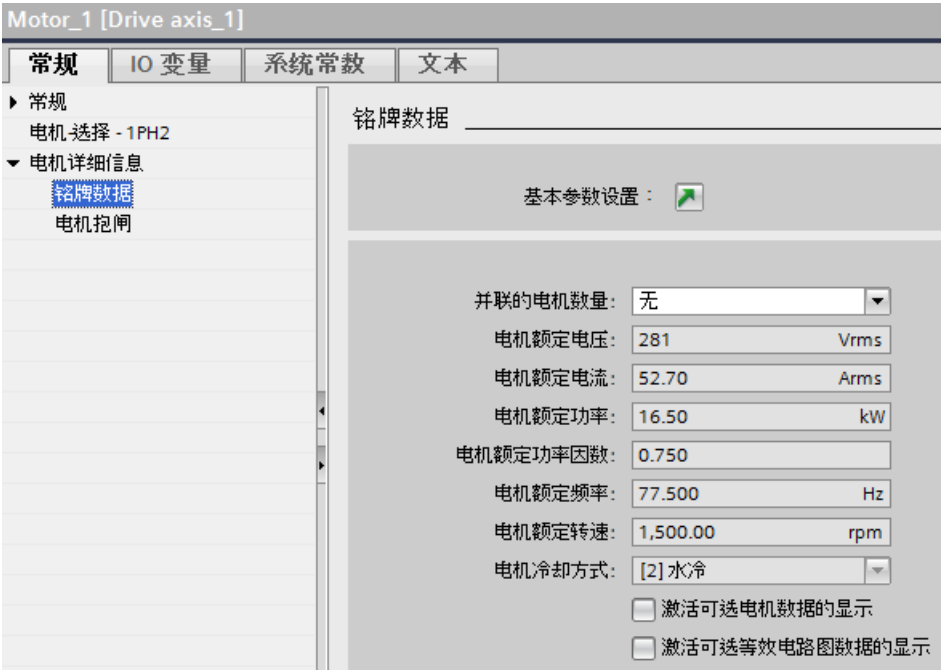 Motor_1 [Drive axis_1]
常规 IO 变量 系统常数 文本
常规
电机-选择 - 1PH2
电机详细信息
铭牌数据
电机抱闸
铭牌数据
基本参数设置：
并联的电机数量: 无
电机额定电压: 281 Vrms
电机额定电流: 52.70 Arms
电机额定功率: 16.50 kW
电机额定功率因数: 0.750
电机额定频率: 77.500 Hz
电机额定转速: 1,500.00 rpm
电机冷却方式: [2] 水冷
激活可选电机数据的显示
激活可选等效电路图数据的显示